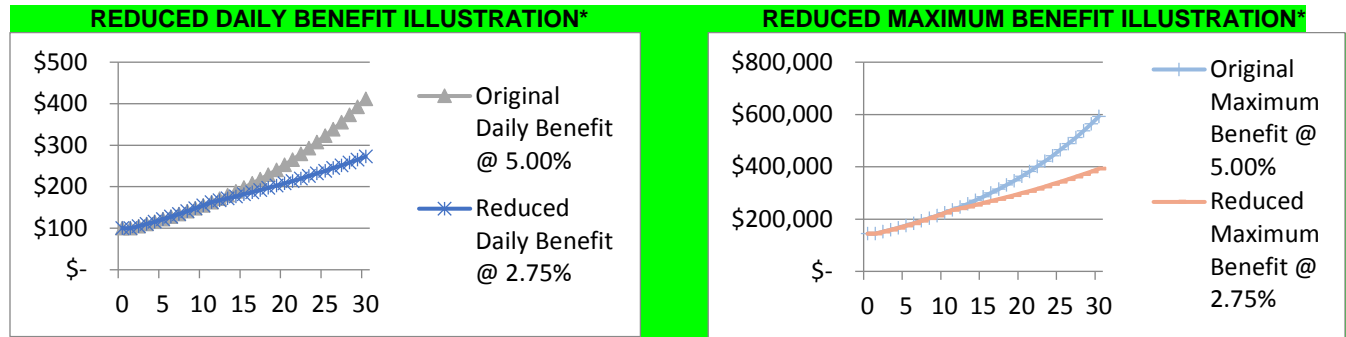 REDUCED DAILY BENEFIT ILLUSTRATION*
$500
$400
$300
$200
$100
$-
0 5 10 15 20 25 30
Original
Daily Benefit
@ 5.00%
Reduced
Daily Benefit
@ 2.75%
REDUCED MAXIMUM BENEFIT ILLUSTRATION*
$800,000
$600,000
$400,000
$200,000
$-
0 5 10 15 20 25 30
Original
Maximum
Benefit @
5.00%
Reduced
Maximum
Benefit @
2.75%